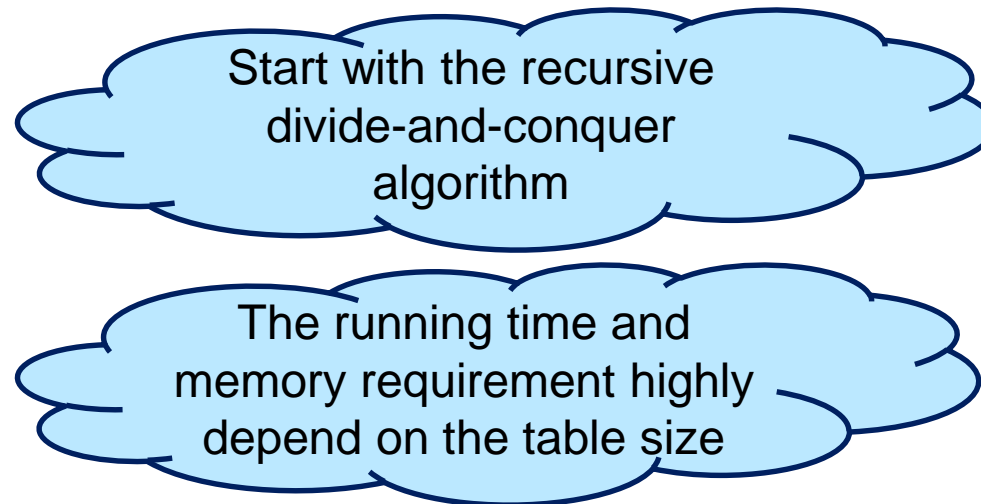 Start with the recursive
divide-and-conquer
algorithm
The running time and
memory requirement highly
depend on the table size